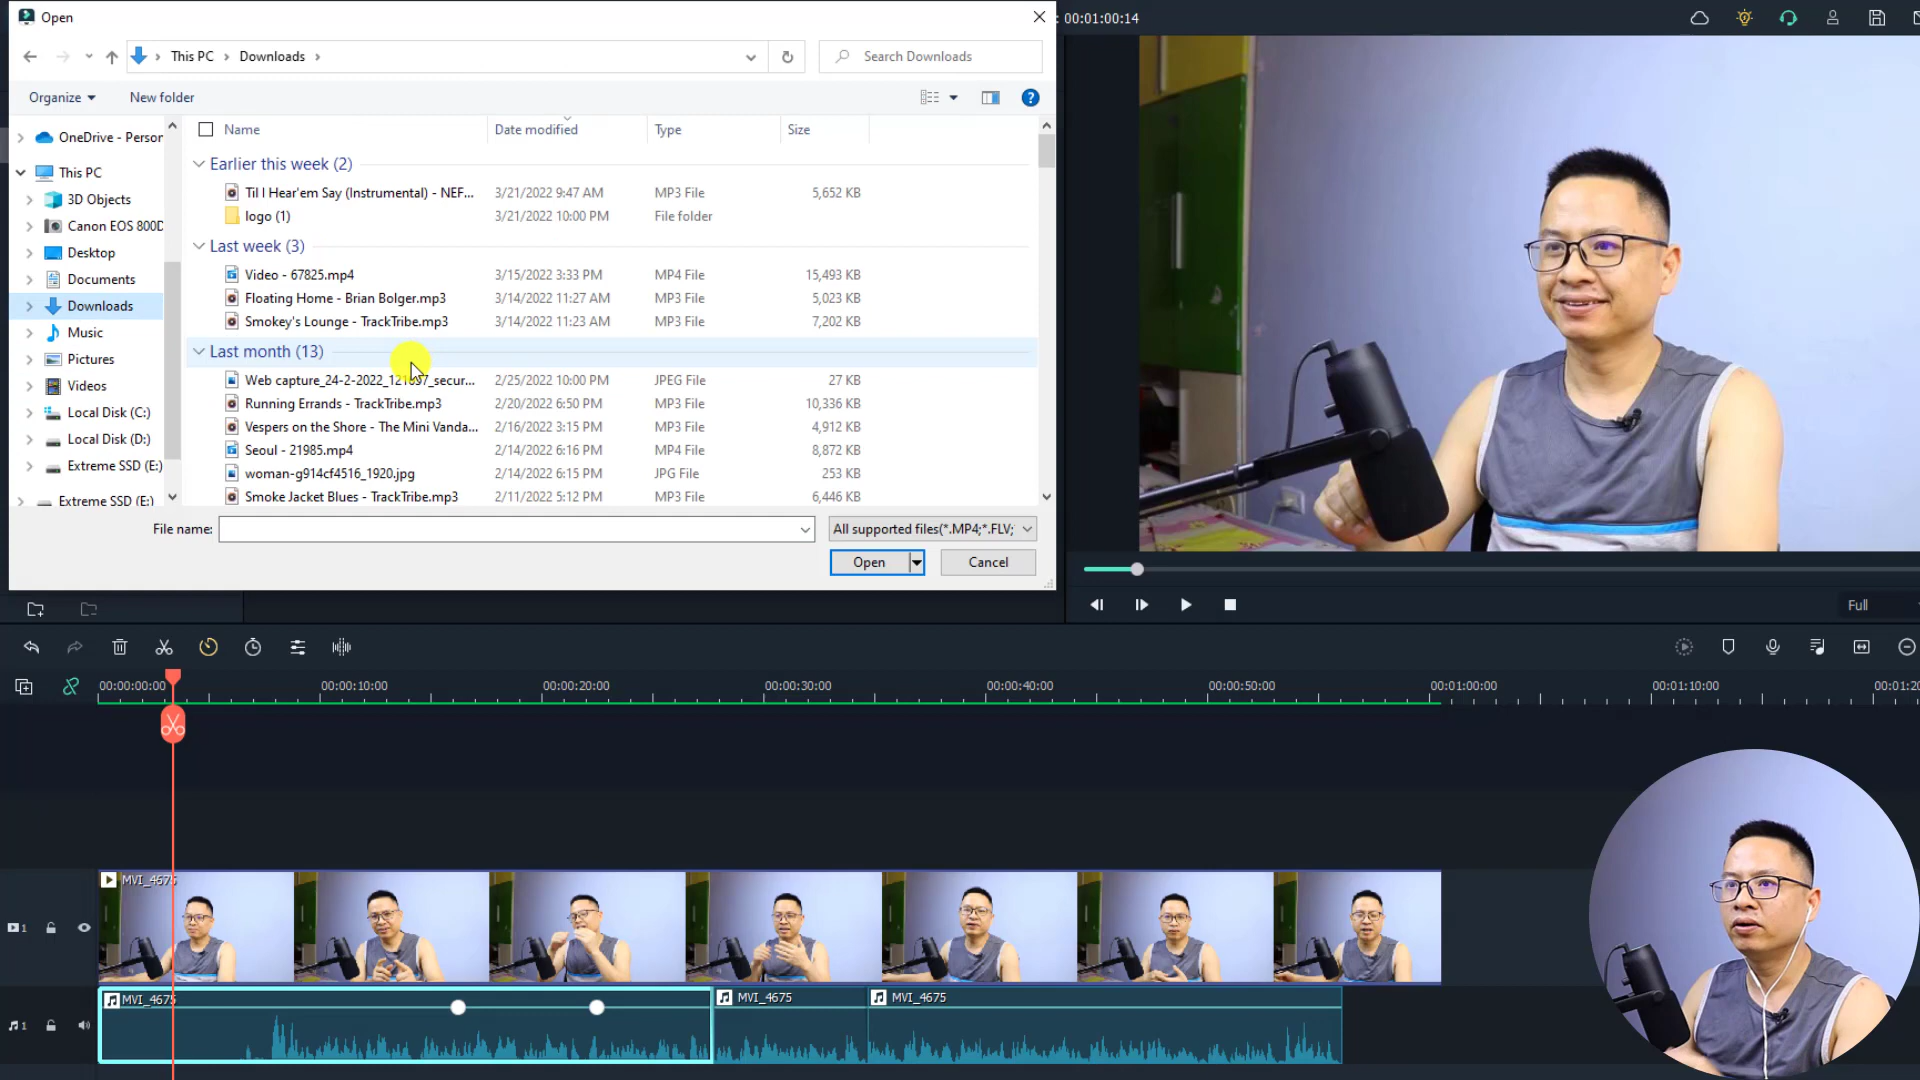 Open
: 00:01:00:14
This PC
Downloads
Search Downloads
Organize
New folder
Name
Date modified
Type
Size
OneDrive - Person
This PC
3D Objects
Canon EOS 800D
Desktop
Documents
Downloads
Music
Pictures
Videos
Local Disk (C:)
Local Disk (D:)
Extreme SSD (E:)
Extreme SSD (E:)
Earlier this week (2)
Til I Hear'em Say (Instrumental) - NEF... 3/21/2022 9:47 AM MP3 File 5,652 KB
logo (1) 3/21/2022 10:00 PM File folder
Last week (3)
Video - 67825.mp4 3/15/2022 3:33 PM MP4 File 15,493 KB
Floating Home - Brian Bolger.mp3 3/14/2022 11:27 AM MP3 File 5,023 KB
Smokey's Lounge - TrackTribe.mp3 3/14/2022 11:23 AM MP3 File 7,202 KB
Last month (13)
Web 2/25/2022 10:00 PM JPEG File 27 KB
Running Errands - TrackTribe.mp3 2/20/2022 6:50 PM MP3 File 10,336 KB
Vespers on the Shore - The Mini Vanda... 2/16/2022 3:15 PM MP3 File 4,912 KB
Seoul - 21985.mp4 2/14/2022 6:16 PM MP4 File 8,872 KB
woman-g914cf4516_1920.jpg 2/14/2022 6:15 PM JPG File 253 KB
Smoke Jacket Blues - TrackTribe.mp3 2/11/2022 5:12 PM MP3 File 6,446 KB
File name:
All supported files(*.MP4;*.FLV;
Open
Cancel
Full
00:00:00:00
00:00:10:00
00:00:20:00
00:00:30:00
00:00:40:00
00:00:50:00
00:01:00:00
00:01:10:00
00:01:20
MVI_4675
1
MVI_4675
MVI_4675
MVI_4675
1